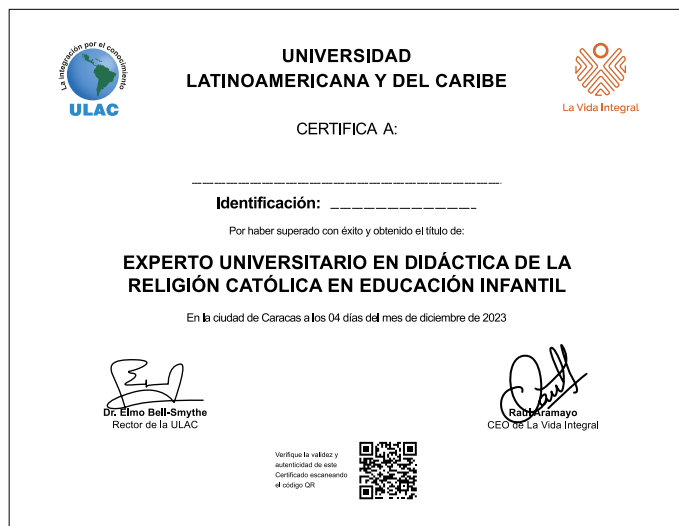 La integración por el conocimiento
ULAC
UNIVERSIDAD
LATINOAMERICANA Y DEL CARIBE
La Vida Integral
CERTIFICA A:
Identificación:
Por haber superado con éxito y obtenido el título de:
EXPERTO UNIVERSITARIO EN DIDÁCTICA DE LA
RELIGIÓN CATÓLICA EN EDUCACIÓN INFANTIL
En la ciudad de Caracas a los 04 días del mes de diciembre de 2023
Dr. Elmo Bell-Smythe
Rector de la ULAC
Raúl Aramayo
CEO de La Vida Integral
Verifique la validez y
autenticidad de este
Certificado escaneando
el código QR